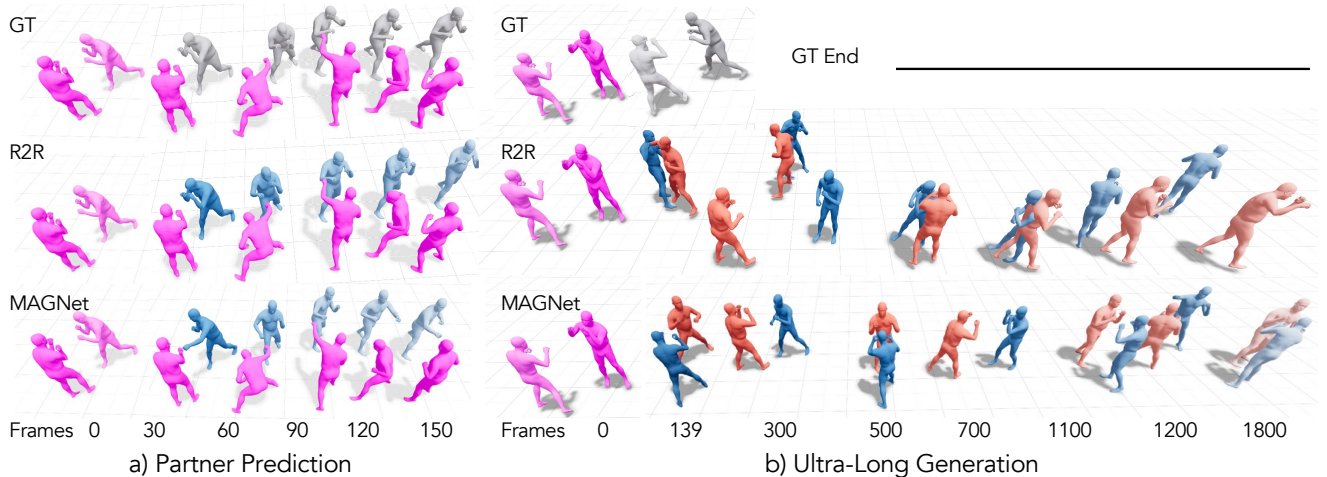 GT
GT
GT End
R2R
R2R
MAGNet
MAGNet
Frames 0 30 60 90 120 150
Frames 0 139 300 500 700 1100 1200 1800
a) Partner Prediction
b) Ultra-Long Generation